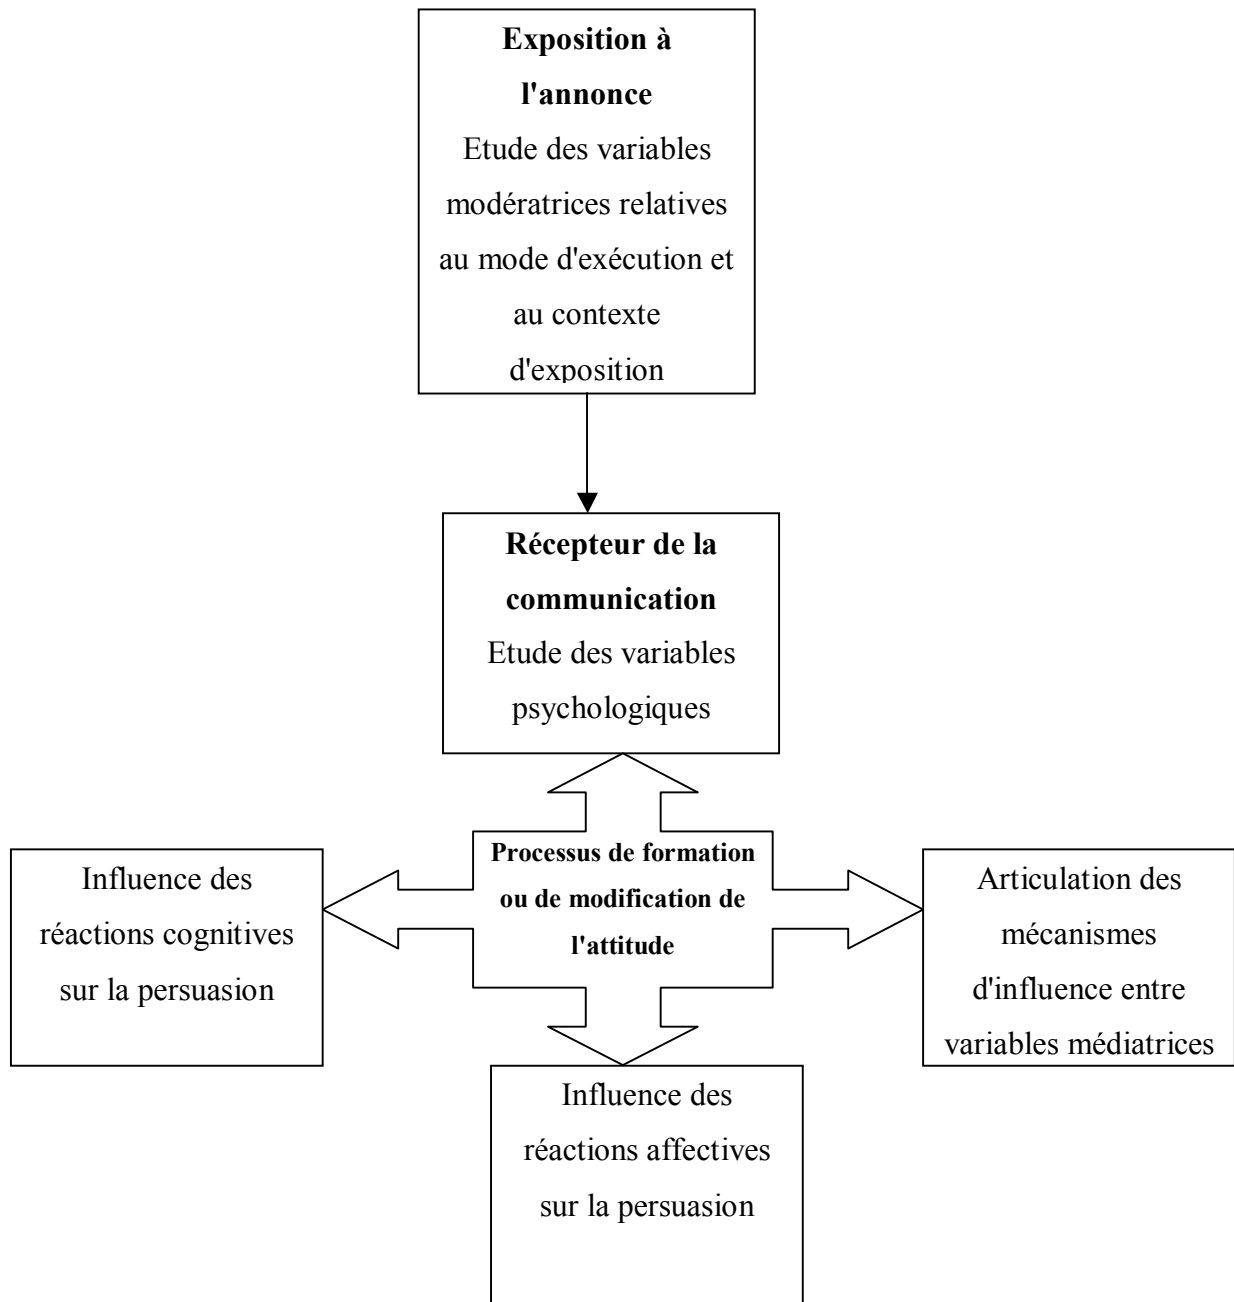 Exposition à
l'annonce
Etude des variables
modératrices relatives
au mode d'exécution et
au contexte
d'exposition
Récepteur de la
communication
Etude des variables
psychologiques
Processus de formation
ou de modification de
l'attitude
Influence des
réactions cognitives
sur la persuasion
Articulation des
mécanismes
d'influence entre
variables médiatrices
Influence des
réactions affectives
sur la persuasion